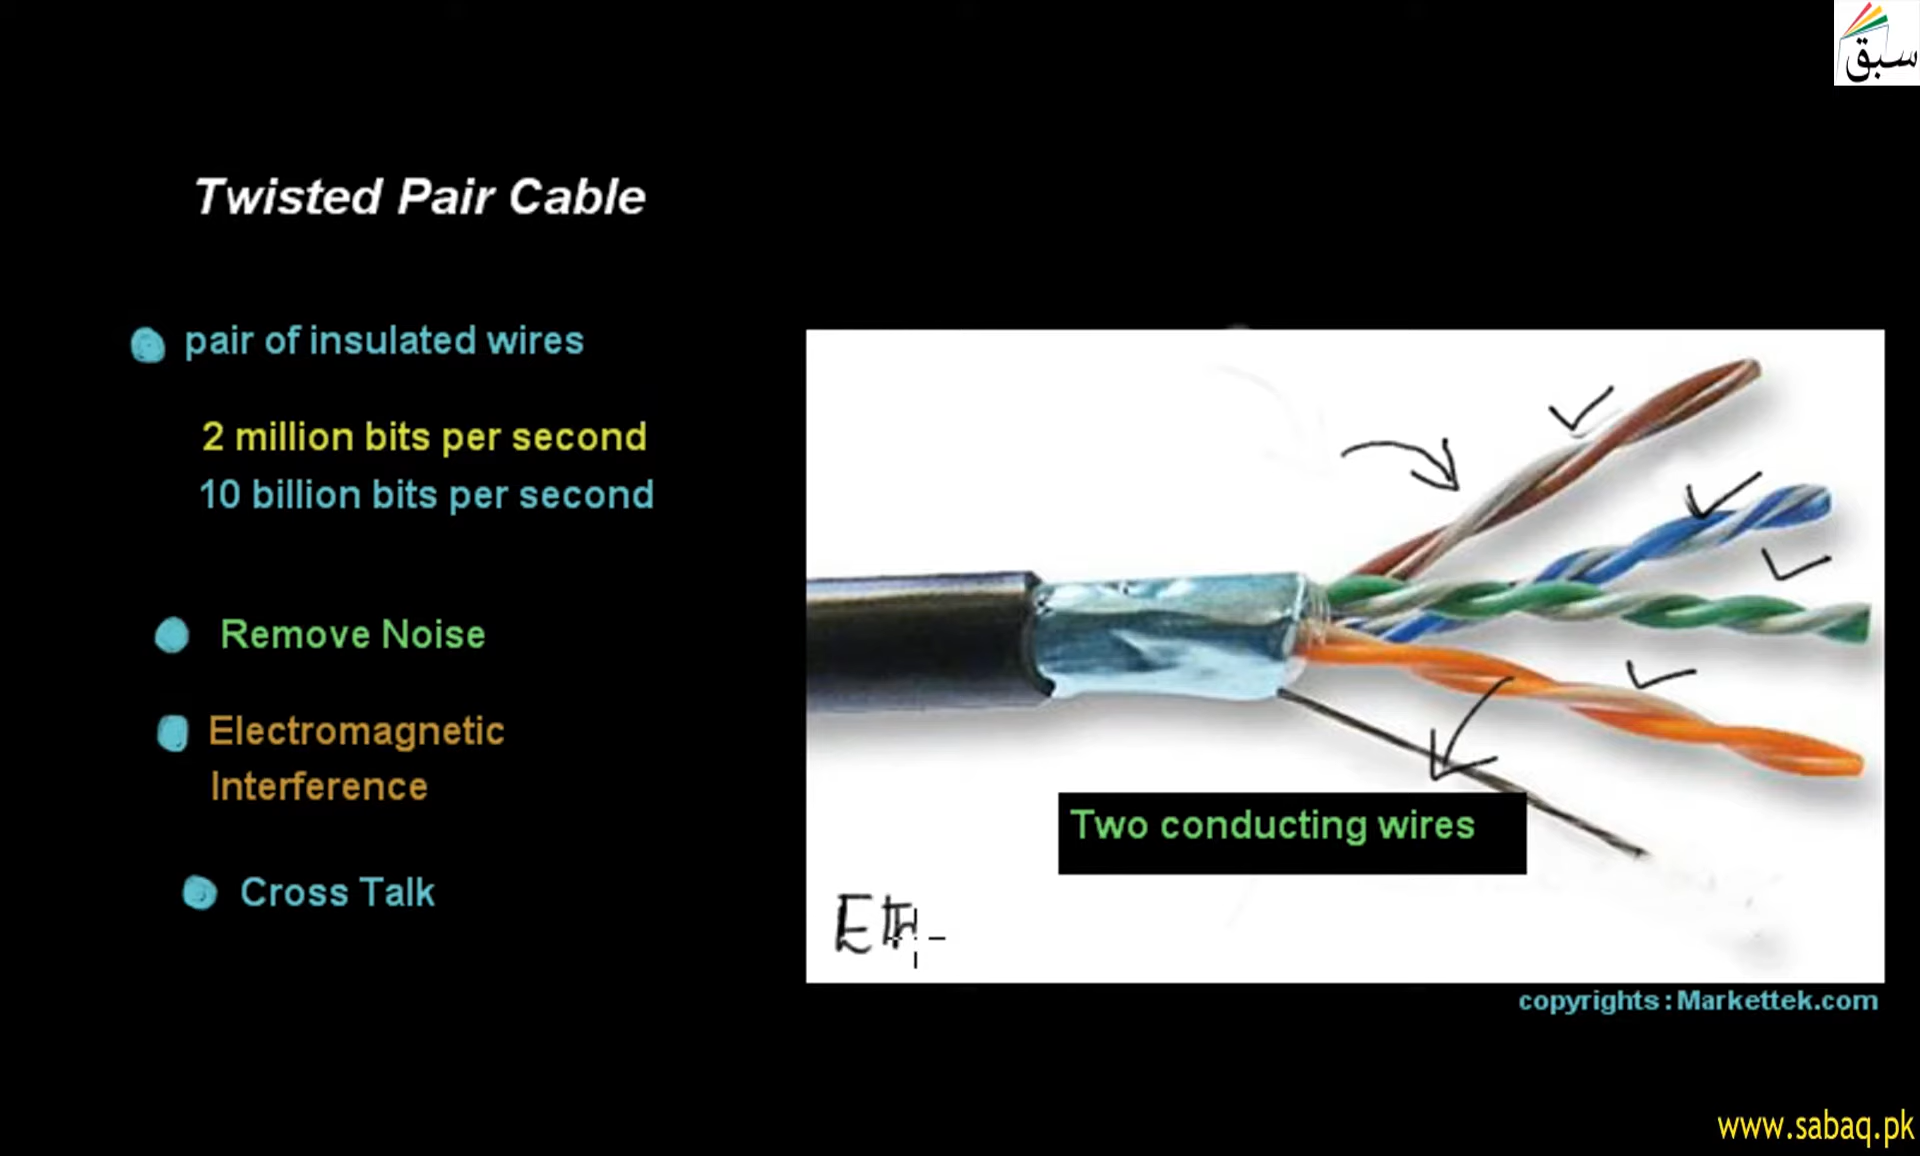 سبق
Twisted Pair Cable
pair of insulated wires
2 million bits per second
10 billion bits per second
Remove Noise
Electromagnetic
Interference
Cross Talk
Two conducting wires
Eth
copyrights : Markettek.com
www.sabaq.pk